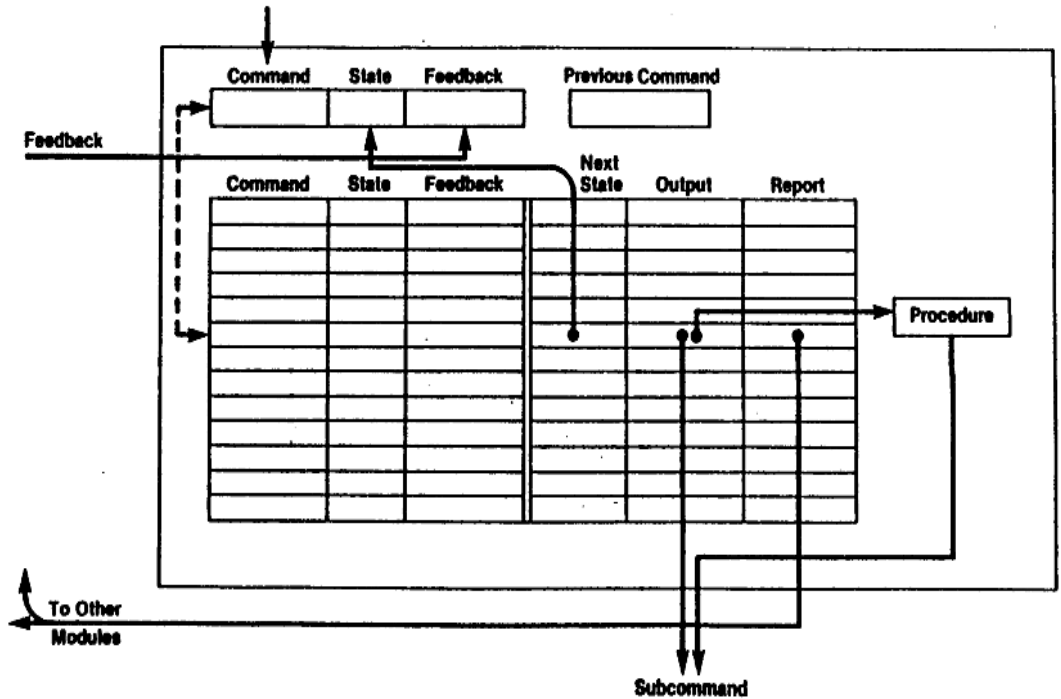 Command State Feedback Previous Command
Feedback
Next
State
Command State Feedback Output Report
Procedure
To Other
Modules
Subcommand